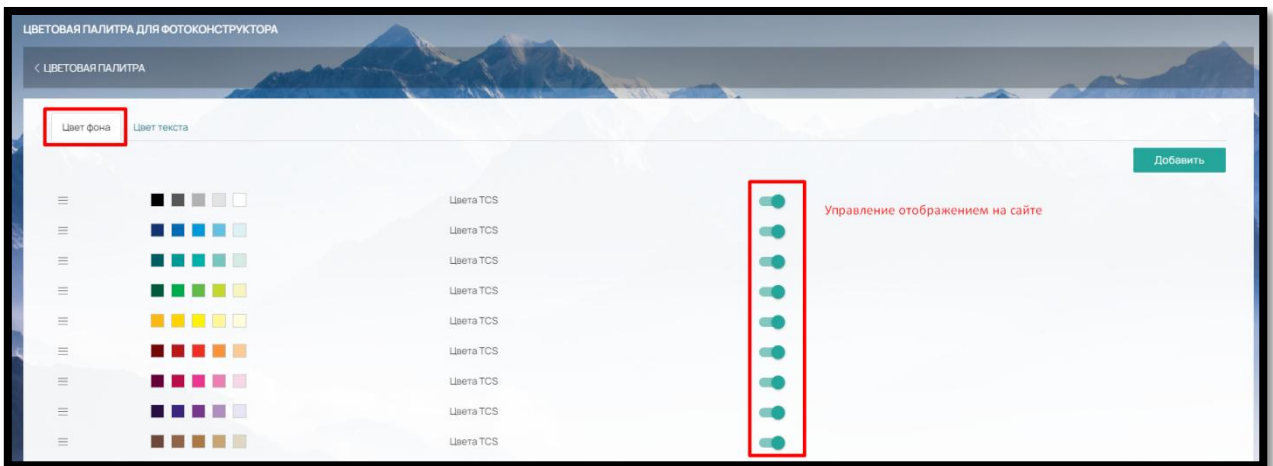 ЦВЕТОВАЯ ПАЛИТРА ДЛЯ ФОТОКОНСТРУКТОРА
< ЦВЕТОВАЯ ПАЛИТРА
Цвет фона Цвет текста
Добавить
Цвета TCS Управление отображением на сайте
Цвета TCS
Цвета TCS
Цвета TCS
Цвета TCS
Цвета TCS
Цвета TCS
Цвета TCS
Цвета TCS